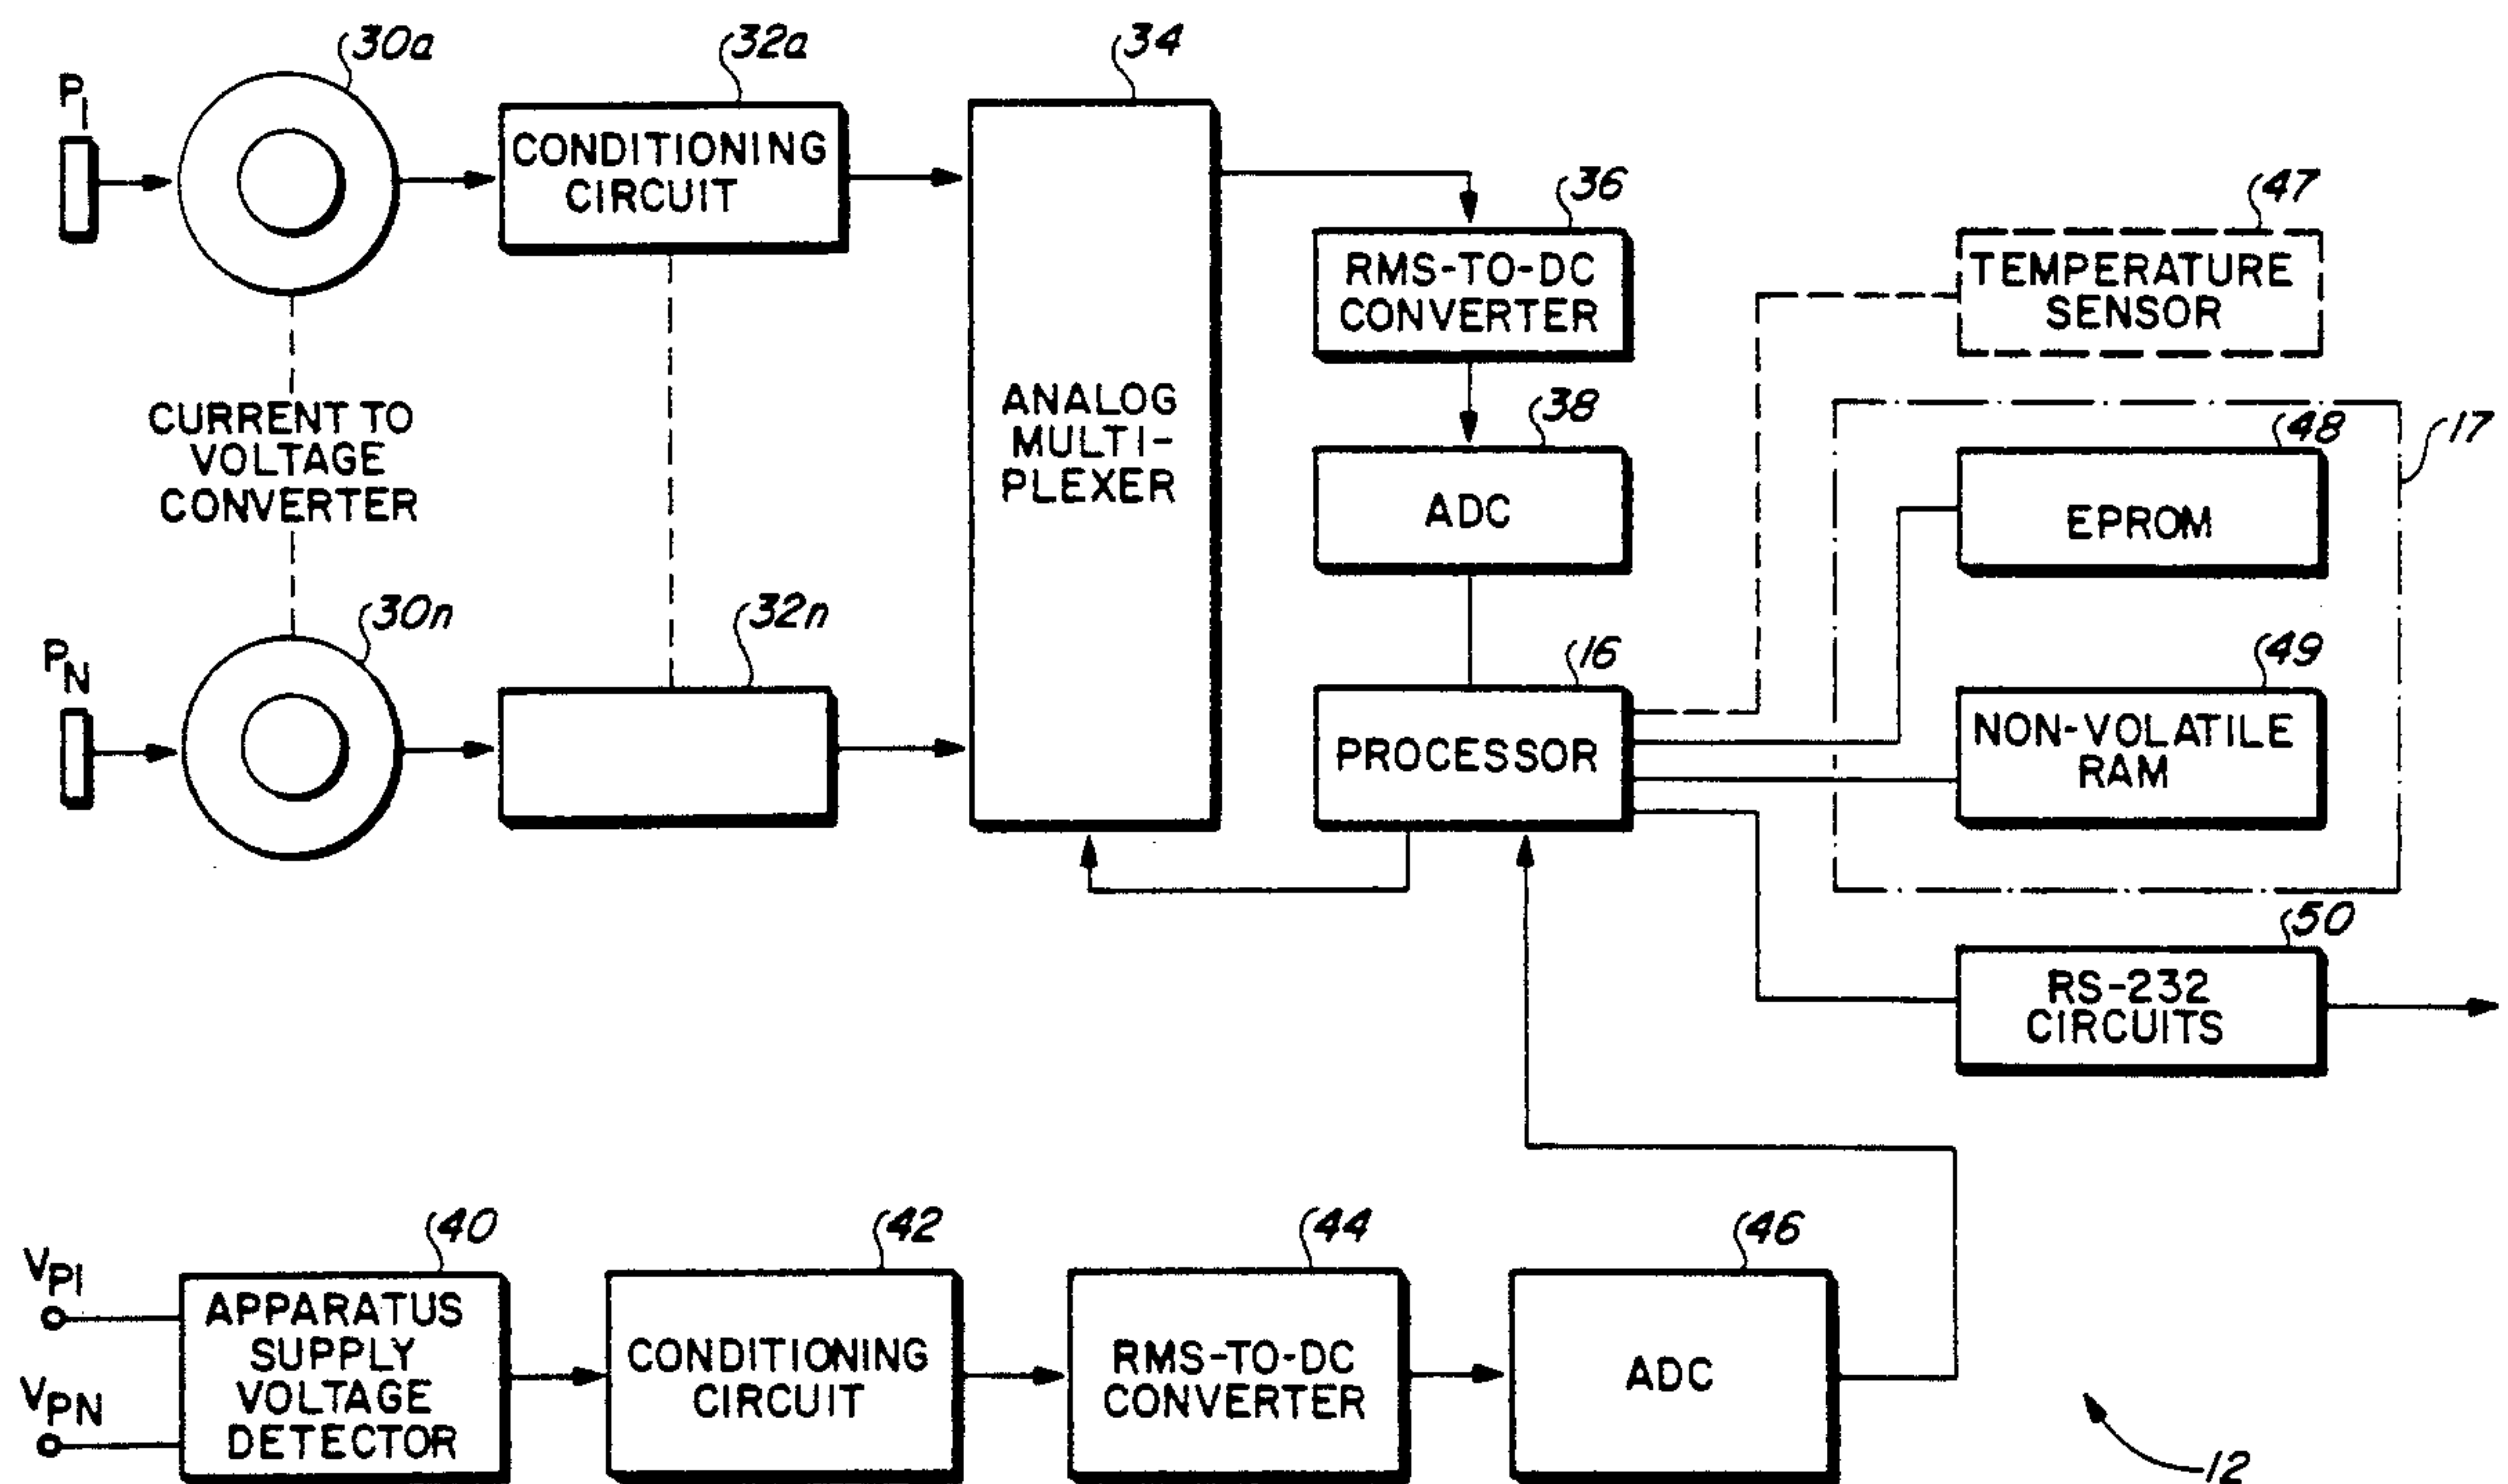 30a
32a
34
P1
CONDITIONING
CIRCUIT
36
47
RMS-TO-DC
CONVERTER
TEMPERATURE
SENSOR
CURRENT TO
VOLTAGE
CONVERTER
ANALOG
MULTI-
PLEXER
38
48
17
ADC
EPROM
30n
32n
PN
16
49
PROCESSOR
NON-VOLATILE
RAM
50
RS-232
CIRCUITS
40
42
44
46
VP1
VPN
APPARATUS
SUPPLY
VOLTAGE
DETECTOR
CONDITIONING
CIRCUIT
RMS-TO-DC
CONVERTER
ADC
12